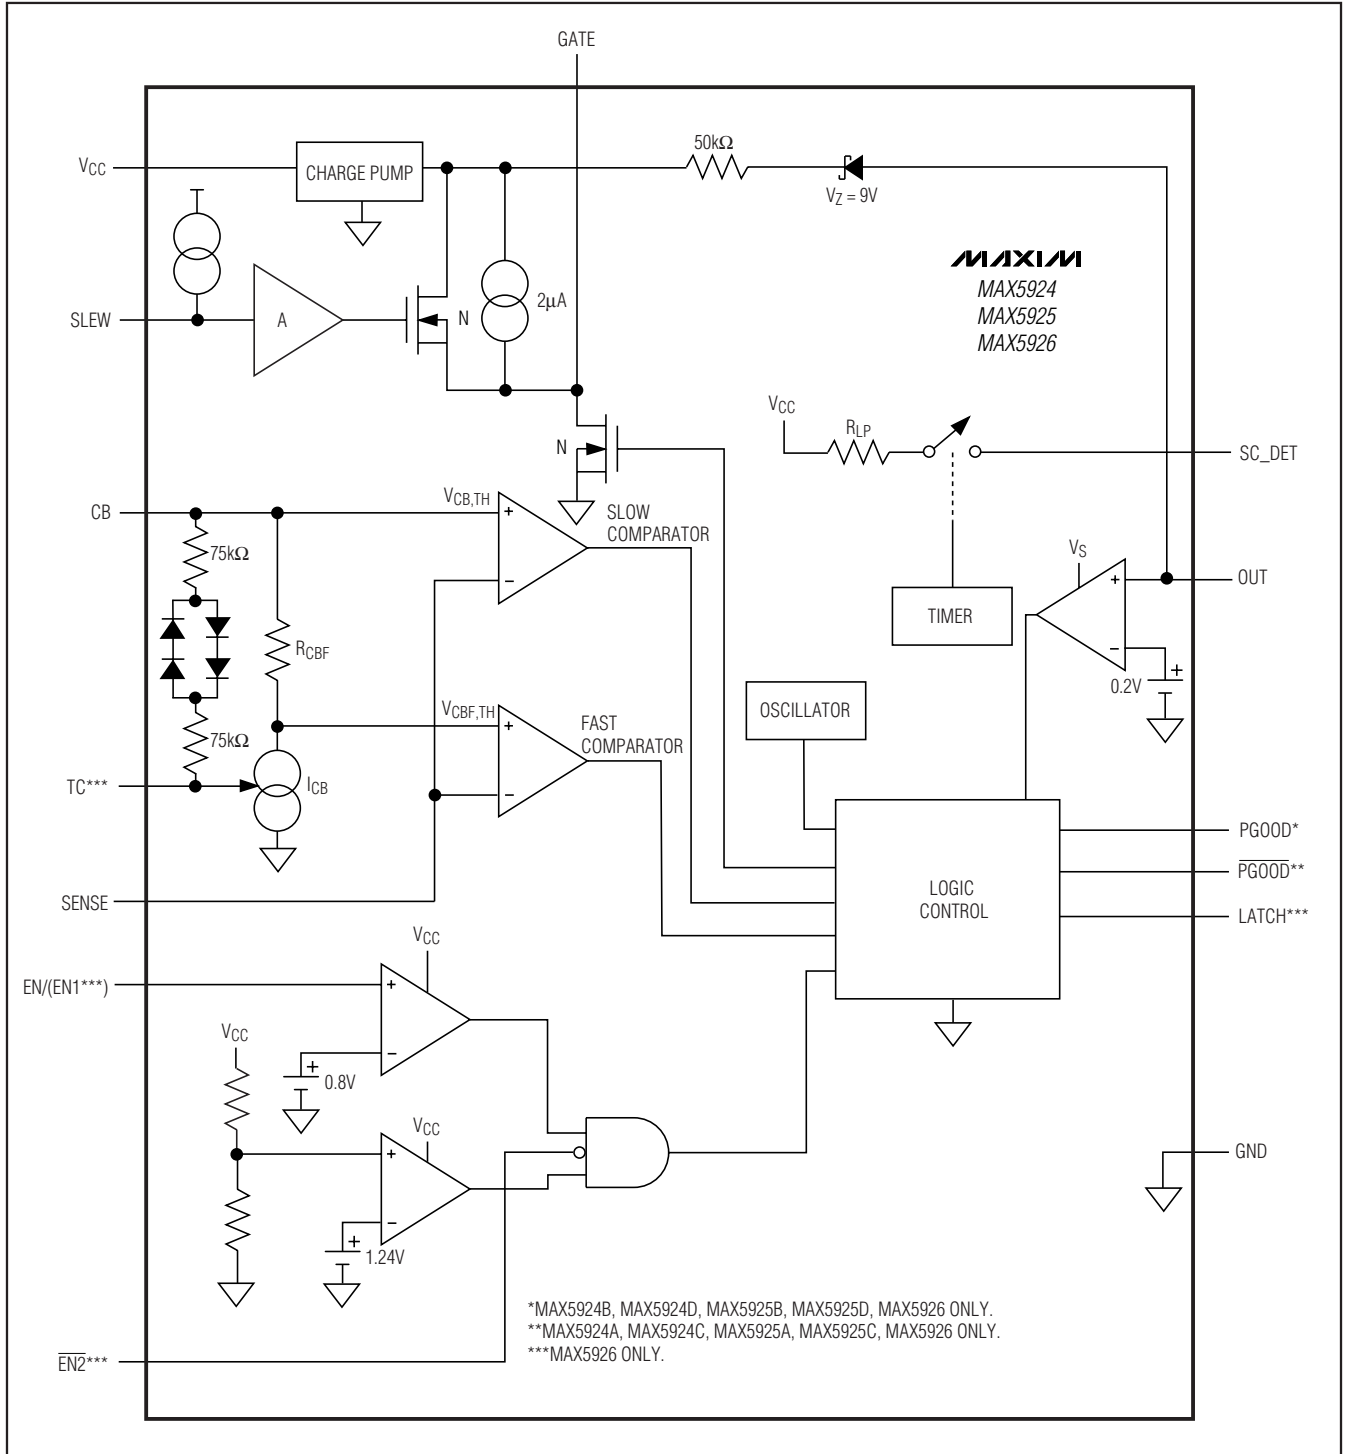 GATE
VCC
CHARGE PUMP
50kΩ
VZ = 9V
MAXIM
MAX5924
MAX5925
MAX5926
SLEW
A
N
2μA
VCC
RLP
SC_DET
N
CB
VCB,TH
+
−
SLOW
COMPARATOR
75kΩ
RCBF
TIMER
VS
+
−
OUT
0.2V
+
OSCILLATOR
VCBF,TH
+
−
FAST
COMPARATOR
75kΩ
TC***
ICB
LOGIC
CONTROL
PGOOD*
PGOOD**
LATCH***
SENSE
VCC
EN/(EN1***)
+
−
+
0.8V
VCC
VCC
+
−
+
1.24V
GND
*MAX5924B, MAX5924D, MAX5925B, MAX5925D, MAX5926 ONLY.
**MAX5924A, MAX5924C, MAX5925A, MAX5925C, MAX5926 ONLY.
***MAX5926 ONLY.
EN2***